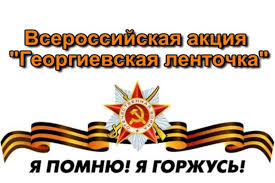 Всероссийская акция
"Георгиевская ленточка"
Я ПОМНЮ! Я ГОРЖУСЬ!